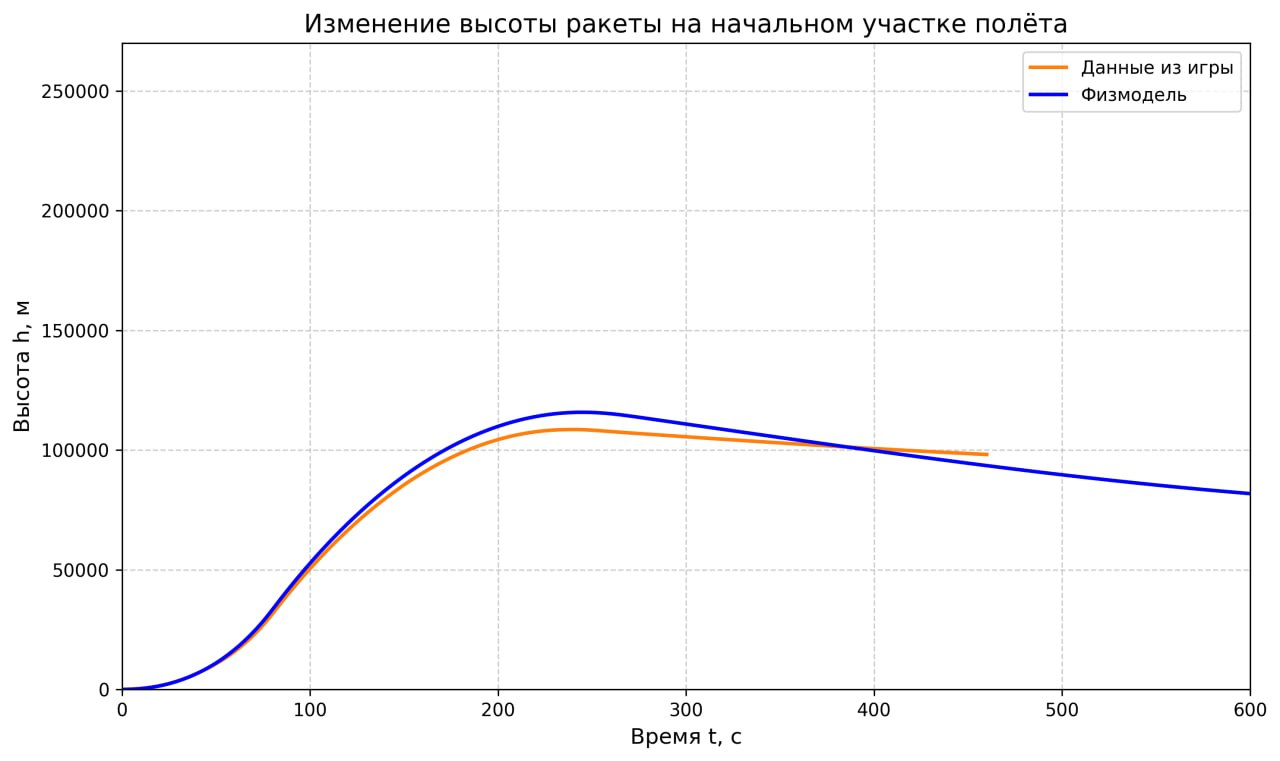 Изменение высоты ракеты на начальном участке полёта
Данные из игры
Физмодель
250000
200000
150000
100000
50000
0
Высота h, м
0 100 200 300 400 500 600
Время t, с